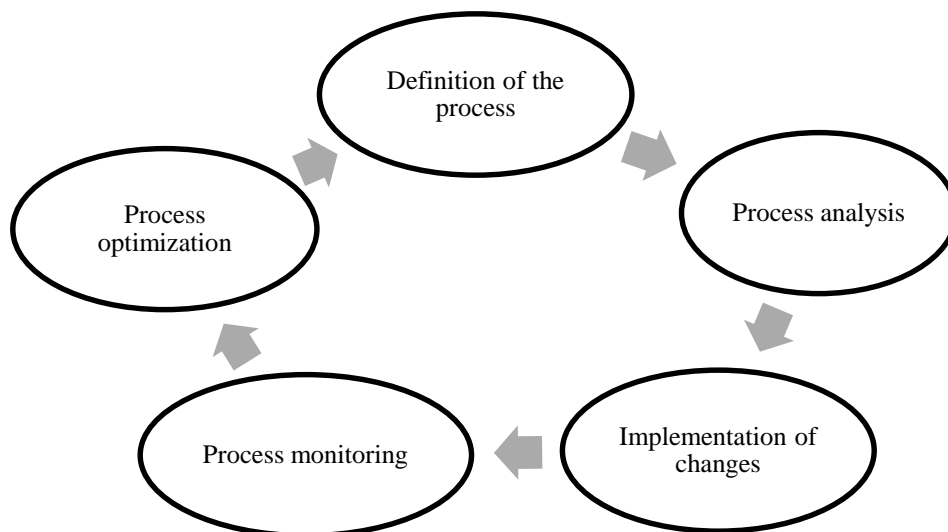 Definition of the
process
Process analysis
Implementation of
changes
Process monitoring
Process
optimization